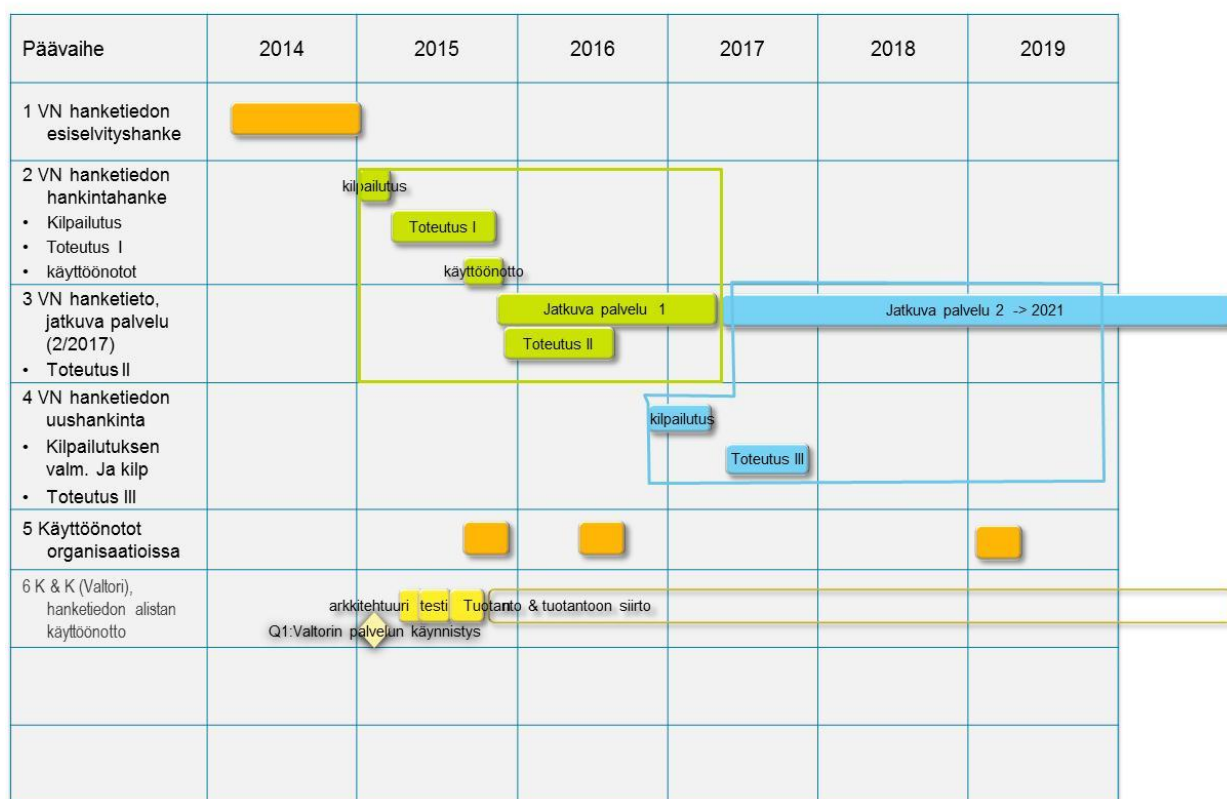 Päävaihe 2014 2015 2016 2017 2018 2019
1 VN hanketiedon
esiselvityshanke
2 VN hanketiedon
hankintahanke
• Kilpailutus
• Toteutus I
• käyttöönotot
kilpailutus
Toteutus I
käyttöönotto
3 VN hanketieto,
jatkuva palvelu
(2/2017)
• Toteutus II
Jatkuva palvelu 1
Jatkuva palvelu 2 -> 2021
Toteutus II
4 VN hanketiedon
uushankinta
• Kilpailutuksen
valm. Ja kilp
• Toteutus III
kilpailutus
Toteutus III
5 Käyttöönotot
organisaatioissa
6 K & K (Valtori),
hanketiedon alistan
käyttöönotto
arkkitehtuuri testi Tuotanto & tuotantoon siirto
Q1:Valtorin palvelun käynnistys